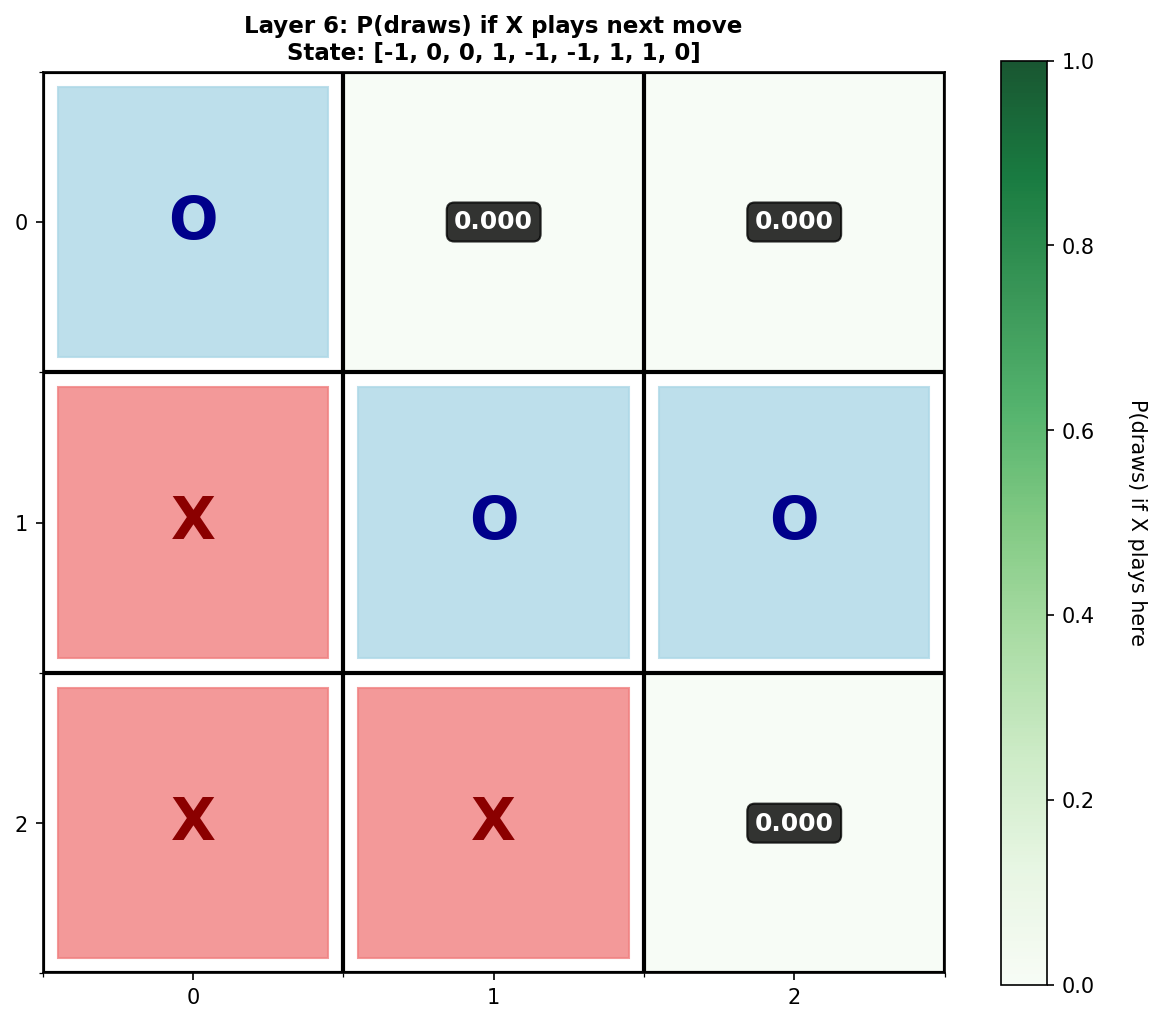 Layer 6: P(draws) if X plays next move
State: [-1, 0, 0, 1, -1, -1, 1, 1, 0]
1.0
0.8
0.6
0.4
0.2
0.0
P(draws) if X plays here
0
O
0.000
0.000
1
X
O
O
2
X
X
0.000
0
1
2